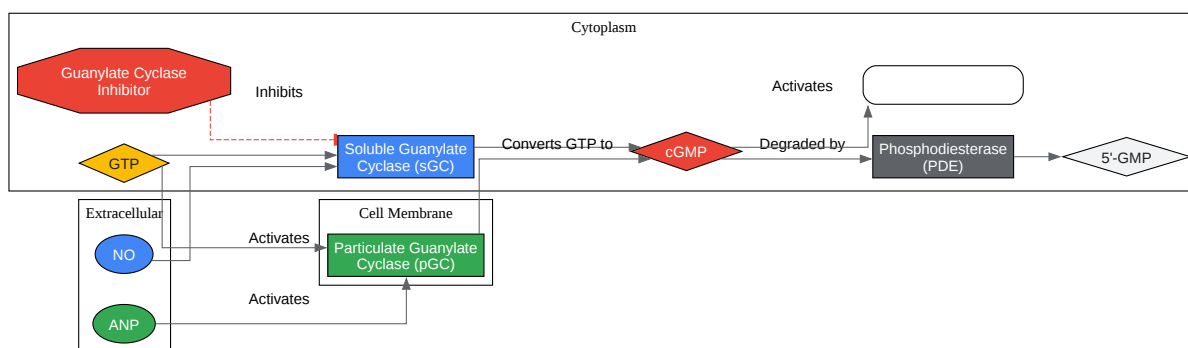 Cytoplasm
Guanylate Cyclase
Inhibitor
Inhibits
Activates
GTP
Soluble Guanylate
Cyclase (sGC)
Converts GTP to
cGMP
Degraded by
Phosphodiesterase
(PDE)
5'-GMP
Extracellular
Cell Membrane
NO
Activates
Particulate Guanylate
Cyclase (pGC)
Activates
ANP